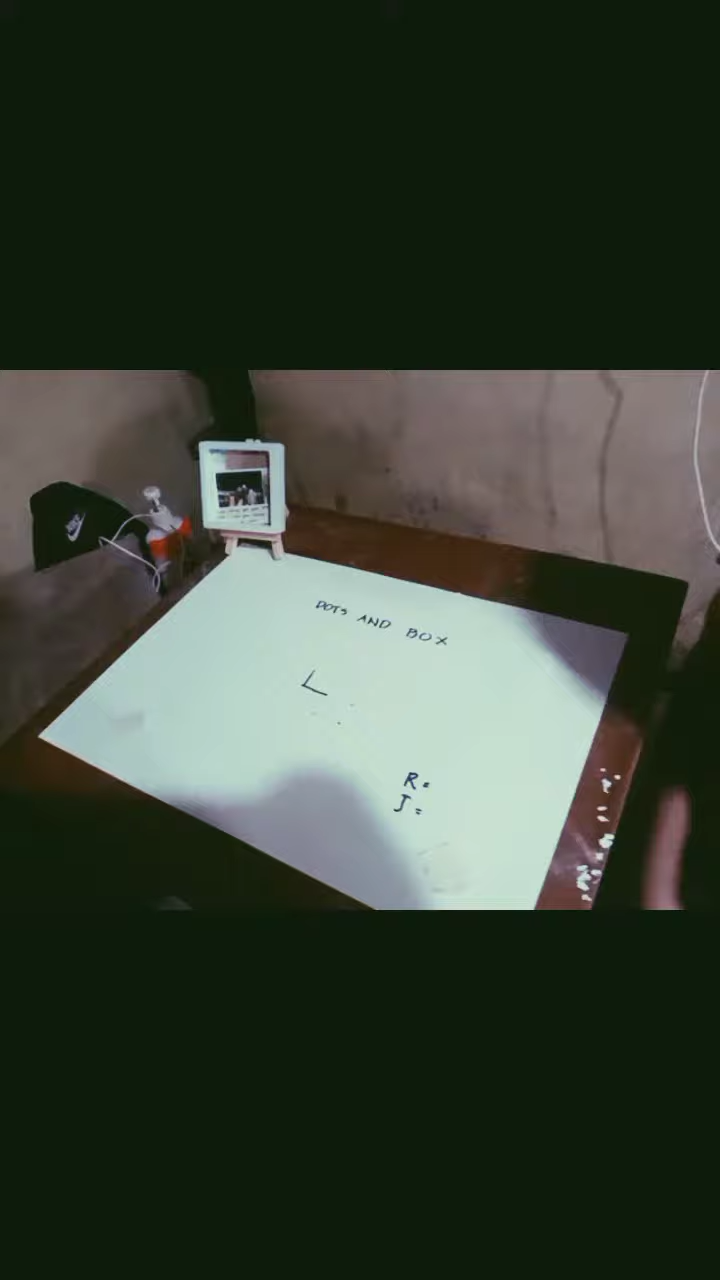 DOTS AND BOX
R =
J =